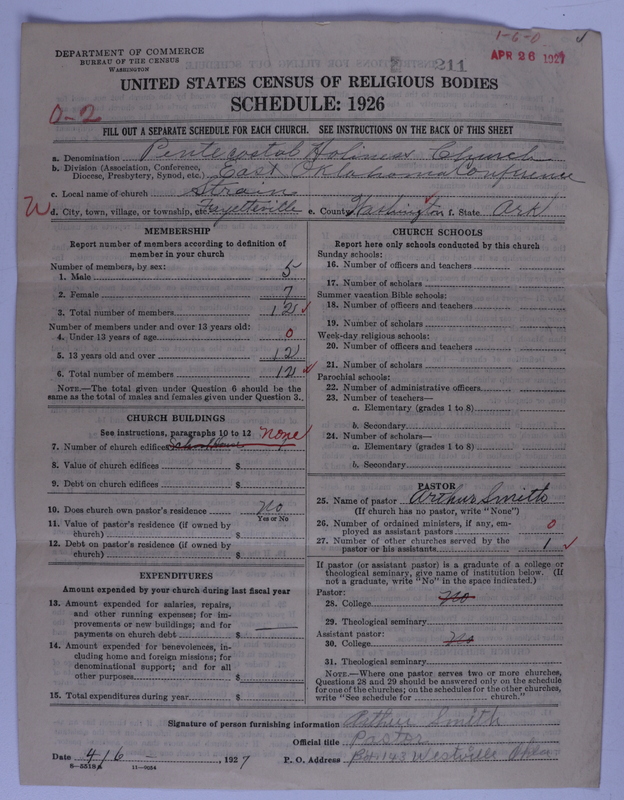 1-6-0
APR 26 1927
DEPARTMENT OF COMMERCE
BUREAU OF THE CENSUS
WASHINGTON
211
UNITED STATES CENSUS OF RELIGIOUS BODIES
SCHEDULE: 1926
0-2
FILL OUT A SEPARATE SCHEDULE FOR EACH CHURCH. SEE INSTRUCTIONS ON THE BACK OF THIS SHEET
a. Denomination Pentecostal Holiness Church
b. Division (Association, Conference, Diocese, Presbytery, Synod, etc.) East Oklahoma Conference
c. Local name of church Strain
W d. City, town, village, or township, etc. Fayetteville e. County Washington f. State Ark
MEMBERSHIP
Report number of members according to definition of
member in your church
Number of members, by sex:
1. Male 5
2. Female 7
3. Total number of members 12
Number of members under and over 13 years old:
4. Under 13 years of age 0
5. 13 years old and over 12
6. Total number of members 12
NOTE.—The total given under Question 6 should be the
same as the total of males and females given under Question 3.
CHURCH BUILDINGS
See instructions, paragraphs 10 to 12 None
7. Number of church edifices School House
8. Value of church edifices $
9. Debt on church edifices $
10. Does church own pastor's residence No
Yes or No
11. Value of pastor's residence (if owned by
church) $
12. Debt on pastor's residence (if owned by
church) $
EXPENDITURES
Amount expended by your church during last fiscal year
13. Amount expended for salaries, repairs,
and other running expenses; for im-
provements or new buildings; and for
payments on church debt $ —
14. Amount expended for benevolences, in-
cluding home and foreign missions; for
denominational support; and for all
other purposes $
15. Total expenditures during year $
CHURCH SCHOOLS
Report here only schools conducted by this church
Sunday schools:
16. Number of officers and teachers
17. Number of scholars
Summer vacation Bible schools:
18. Number of officers and teachers
19. Number of scholars
Week-day religious schools:
20. Number of officers and teachers
21. Number of scholars
Parochial schools:
22. Number of administrative officers
23. Number of teachers—
a. Elementary (grades 1 to 8)
b. Secondary
24. Number of scholars—
a. Elementary (grades 1 to 8)
b. Secondary
PASTOR
25. Name of pastor Arthur Smith
(If church has no pastor, write "None")
26. Number of ordained ministers, if any, em-
ployed as assistant pastors 0
27. Number of other churches served by the
pastor or his assistants 1
If pastor (or assistant pastor) is a graduate of a college or
theological seminary, give name of institution below. (If
not a graduate, write "No" in the space indicated.)
Pastor:
28. College No
29. Theological seminary
Assistant pastor:
30. College No
31. Theological seminary
NOTE.—Where one pastor serves two or more churches,
Questions 28 and 29 should be answered only on the schedule
for one of the churches; on the schedules for the other churches,
write "See schedule for church."
Signature of person furnishing information Arthur Smith
Official title Pastor
Date 4/6 —, 1927 P. O. Address Bx 143 Westville Okla
8-5518a 11-9034